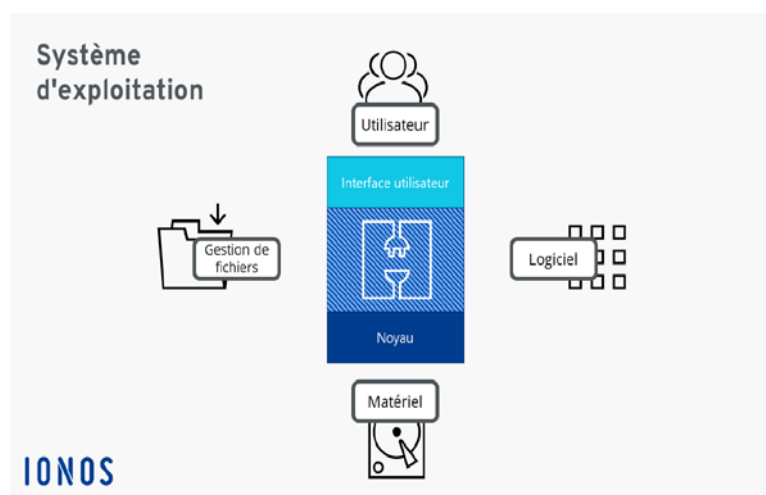 Système
d'exploitation
Utilisateur
Interface utilisateur
Gestion de
fichiers
Logiciel
Noyau
Matériel
IONOS